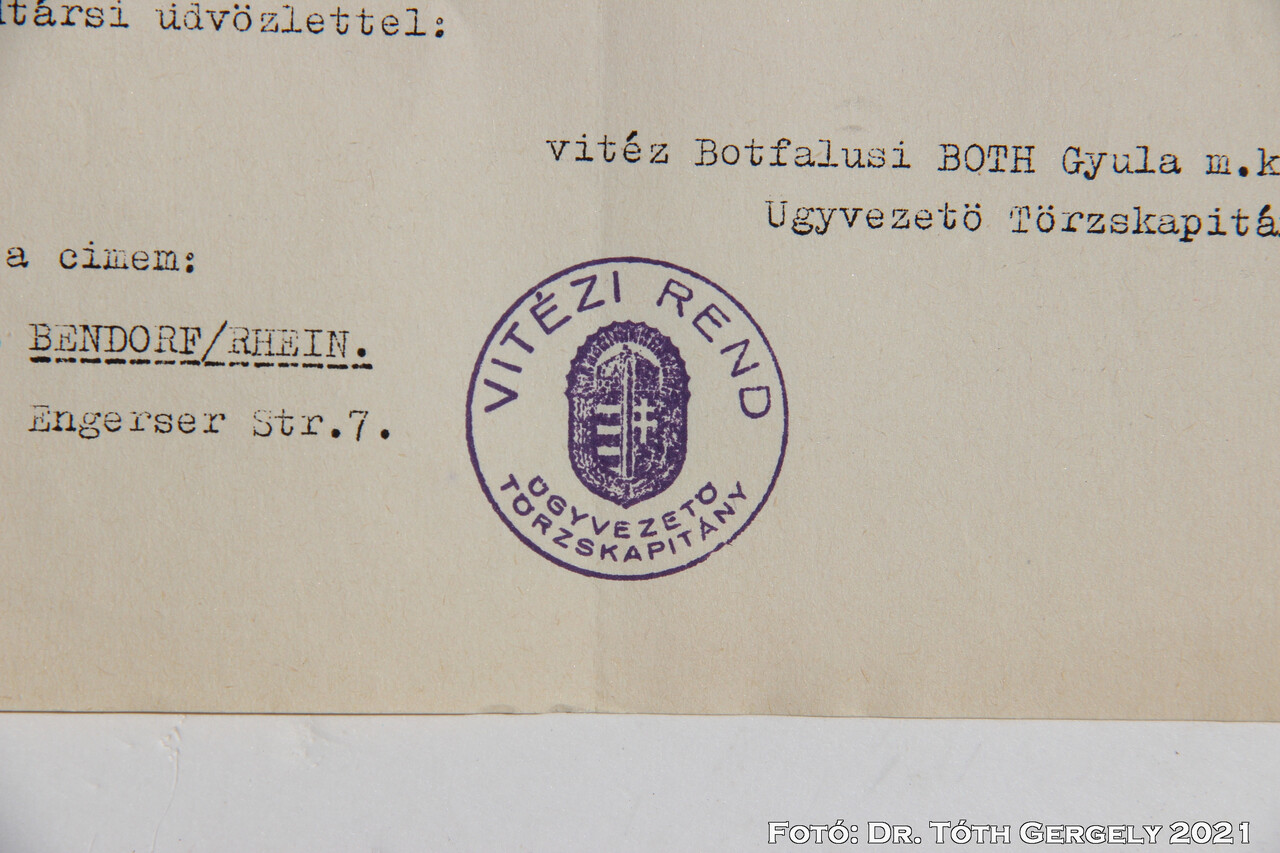 társi üdvözlettel:
vitéz Botfalusi BOTH Gyula m.k
Ugyvezetö Törzskapitá
a cimem:
BENDORF/RHEIN.
Engerser Str.7.
VITÉZI REND
ÜGYVEZETŐ
TÖRZSKAPITÁNY
Fotó: Dr. Tóth Gergely 2021